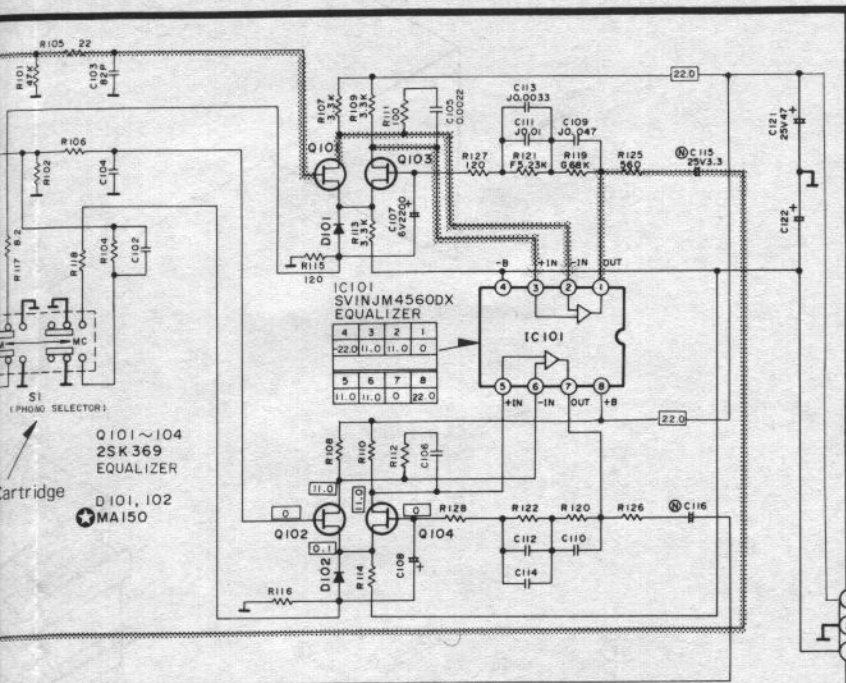 R105 22
R101
47K
C103
82P
R107
3.3K
R109
3.3K
R111
100
C105
0.0022
C113
J0.0033
C111
J0.01
C109
J0.047
22.0
C121
25V47
R106
R102
C104
Q101
Q103
R127
120
R121
F5.23K
R119
G68K
R125
560
N C115
25V3.3
D101
R113
3.3K
C107
6V2200
C122
R117 8.2
R118
R104
C102
R115
120
-B
+IN
-IN
OUT
4
3
2
1
IC101
SVINJM4560DX
EQUALIZER
4 3 2 1
-22.0 11.0 11.0 0
5 6 7 8
11.0 11.0 0 22.0
IC101
5
6
7
8
+IN
-IN
OUT
+B
MC
S1
(PHONO SELECTOR)
Q101~104
2SK369
EQUALIZER
Cartridge
D101, 102
MA150
22.0
R108
R110
R112
C106
11.0
11.0
0
0
Q102
Q104
0.1
R128
R122
R120
R126
N C116
C112
C110
C114
D102
R114
C108
R116